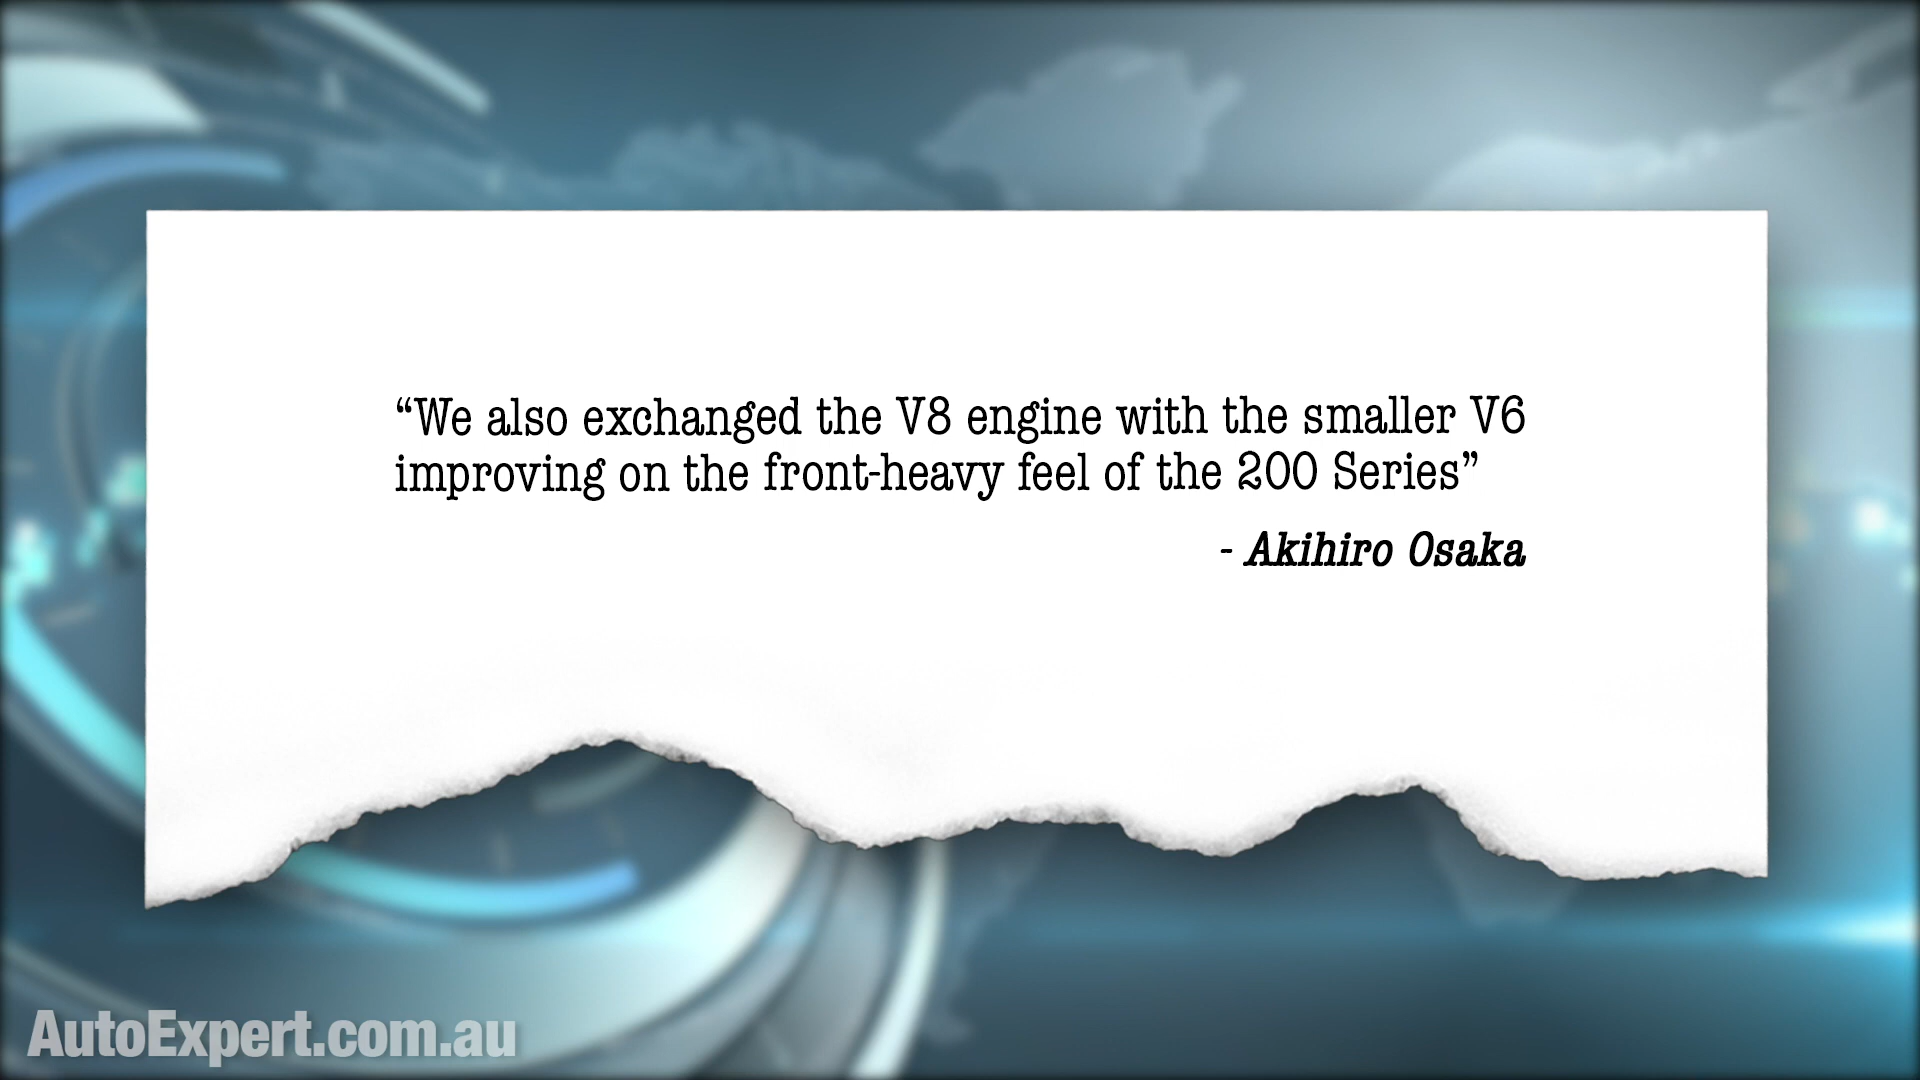 “We also exchanged the V8 engine with the smaller V6
improving on the front-heavy feel of the 200 Series”
- Akihiro Osaka
AutoExpert.com.au